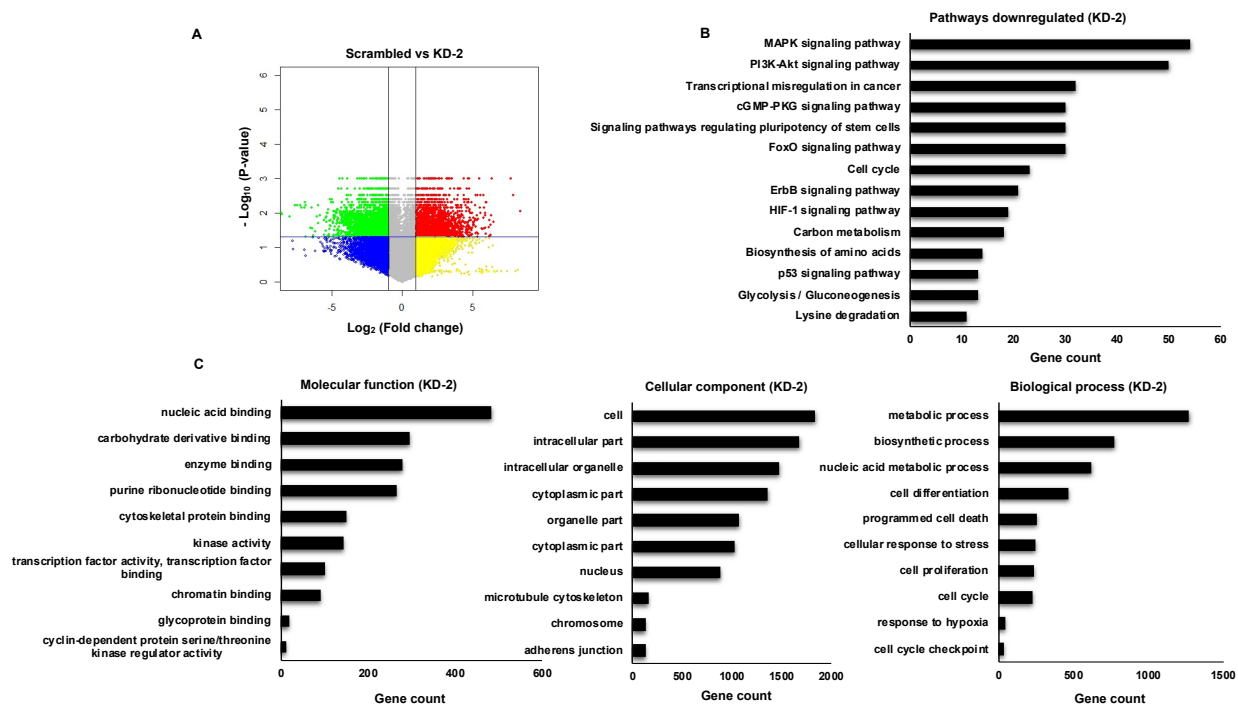 A
Scrambled vs KD-2
- Log10 (P-value)
6
5
4
3
2
1
0
-5
0
5
Log2 (Fold change)
B
Pathways downregulated (KD-2)
MAPK signaling pathway
PI3K-Akt signaling pathway
Transcriptional misregulation in cancer
cGMP-PKG signaling pathway
Signaling pathways regulating pluripotency of stem cells
FoxO signaling pathway
Cell cycle
ErbB signaling pathway
HIF-1 signaling pathway
Carbon metabolism
Biosynthesis of amino acids
p53 signaling pathway
Glycolysis / Gluconeogenesis
Lysine degradation
0 10 20 30 40 50 60
Gene count
C
Molecular function (KD-2)
nucleic acid binding
carbohydrate derivative binding
enzyme binding
purine ribonucleotide binding
cytoskeletal protein binding
kinase activity
transcription factor activity, transcription factor
binding
chromatin binding
glycoprotein binding
cyclin-dependent protein serine/threonine
kinase regulator activity
0 200 400 600
Gene count
Cellular component (KD-2)
cell
intracellular part
intracellular organelle
cytoplasmic part
organelle part
cytoplasmic part
nucleus
microtubule cytoskeleton
chromosome
adherens junction
0 500 1000 1500 2000
Gene count
Biological process (KD-2)
metabolic process
biosynthetic process
nucleic acid metabolic process
cell differentiation
programmed cell death
cellular response to stress
cell proliferation
cell cycle
response to hypoxia
cell cycle checkpoint
0 500 1000 1500
Gene count